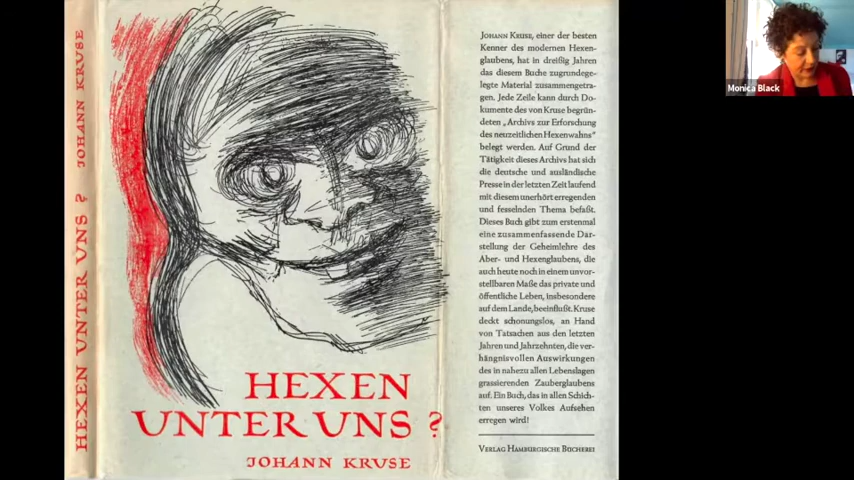 HEXEN UNTER UNS? JOHANN KRUSE
HEXEN
UNTER UNS?
JOHANN KRUSE
JOHANN KRUSE, einer der besten
Kenner des modernen Hexen-
glaubens, hat in dreißig Jahren
das diesem Buche zugrundege-
legte Material zusammengetra-
gen. Jede Zeile kann durch Do-
kumente des von Kruse begrün-
deten „Archivs zur Erforschung
des neuzeitlichen Hexenwahns“
belegt werden. Auf Grund der
Tätigkeit dieses Archivs hat sich
die deutsche und ausländische
Presse in der letzten Zeit laufend
mit diesem unerhört erregenden
und fesselnden Thema befaßt.
Dieses Buch gibt zum erstenmal
eine zusammenfassende Dar-
stellung der Geheimlehre des
Aber- und Hexenglaubens, die
auch heute noch in einem unvor-
stellbaren Maße das private und
öffentliche Leben, insbesondere
auf dem Lande, beeinflußt. Kruse
deckt schonungslos, an Hand
von Tatsachen aus den letzten
Jahren und Jahrzehnten, die ver-
hängnisvollen Auswirkungen
des in nahezu allen Lebenslagen
grassierenden Zauberglaubens
auf. Ein Buch, das in allen Schich-
ten unseres Volkes Aufsehen
erregen wird!
VERLAG HAMBURGISCHE BÜCHEREI
Monica Black